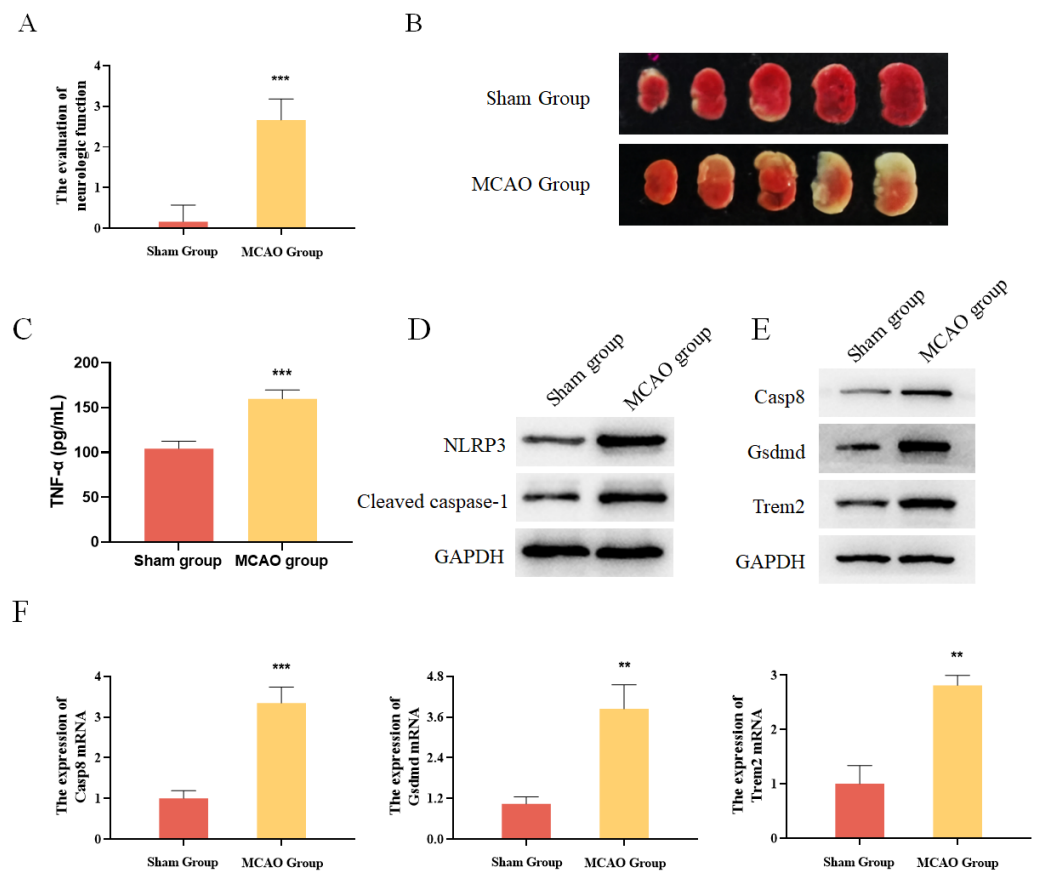 A
B
The evaluation of
neurologic function
4
3
2
1
0
***
Sham Group
MCAO Group
Sham Group
MCAO Group
C
D
E
TNF-α (pg/mL)
200
150
100
50
0
***
Sham group
MCAO group
Sham group
MCAO group
NLRP3
Cleaved caspase-1
GAPDH
Sham group
MCAO group
Casp8
Gsdmd
Trem2
GAPDH
F
The expression of
Casp8 mRNA
4
3
2
1
0
***
Sham Group
MCAO Group
The expression of
Gsdmd mRNA
4.8
3.6
2.4
1.2
0.0
**
Sham Group
MCAO Group
The expression of
Trem2 mRNA
3
2
1
0
**
Sham Group
MCAO Group